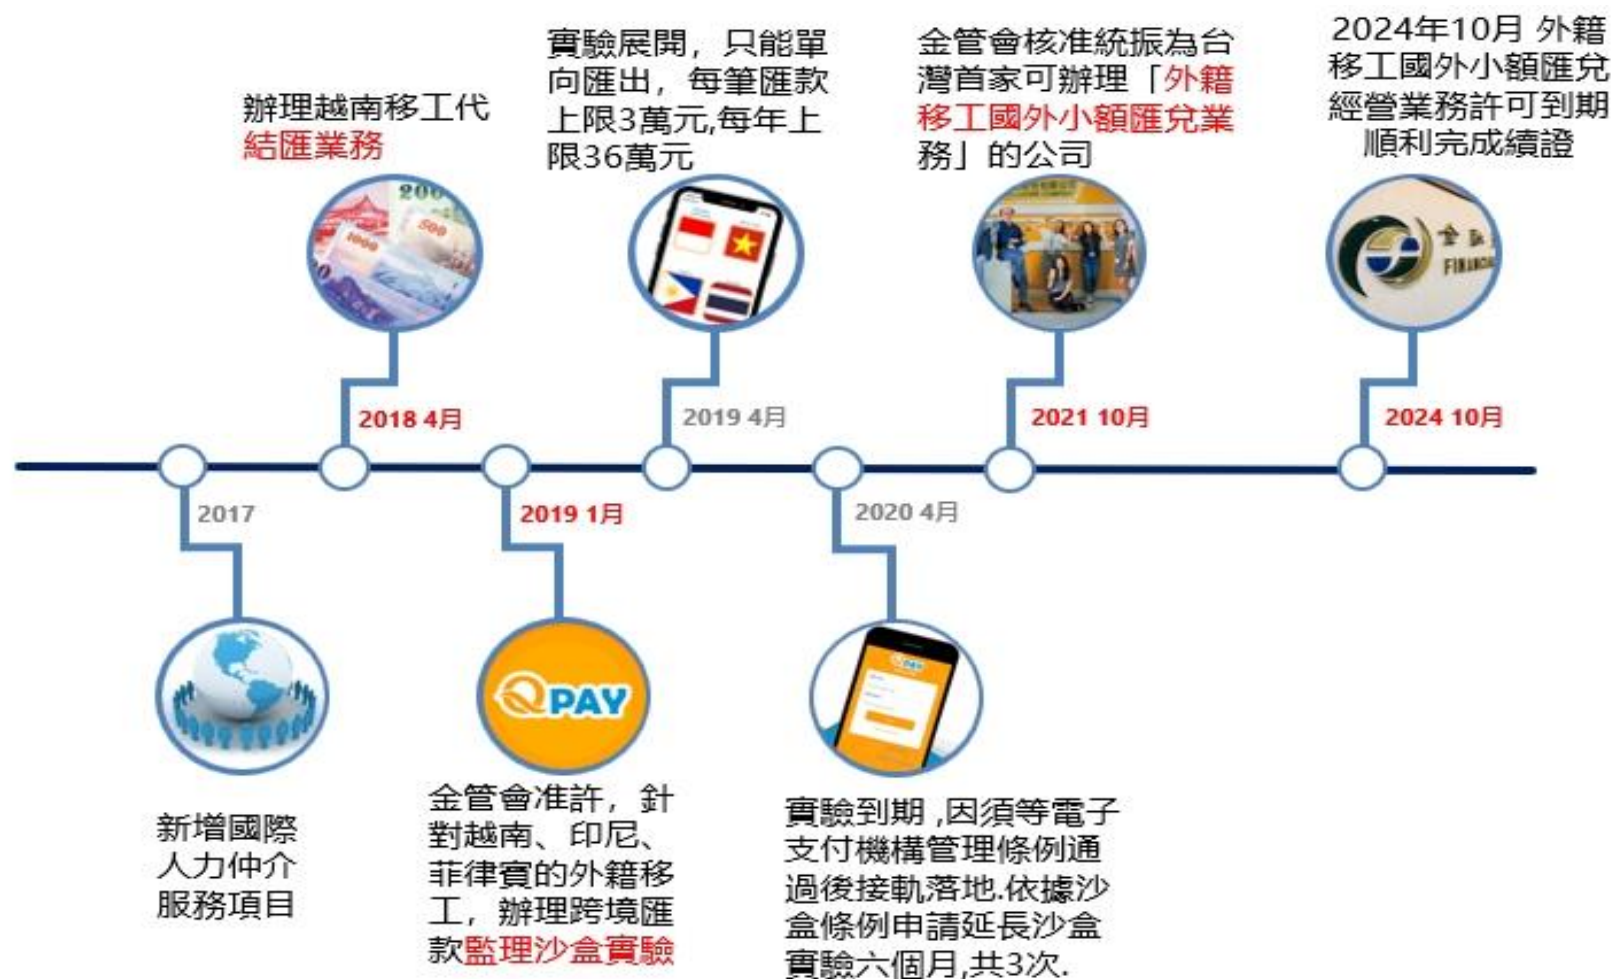 辦理越南移工代
結匯業務
實驗展開，只能單
向匯出，每筆匯款
上限3萬元,每年上
限36萬元
金管會核准統振為台
灣首家可辦理「外籍
移工國外小額匯兌業
務」的公司
2024年10月 外籍
移工國外小額匯兌
經營業務許可到期
順利完成續證
200
500
1000
2018 4月
2019 4月
2021 10月
2024 10月
2017
2019 1月
2020 4月
QPAY
新增國際
人力仲介
服務項目
金管會准許，針
對越南、印尼、
菲律賓的外籍移
工，辦理跨境匯
款監理沙盒實驗
實驗到期 ,因須等電子
支付機構管理條例通
過後接軌落地.依據沙
盒條例申請延長沙盒
實驗六個月,共3次.